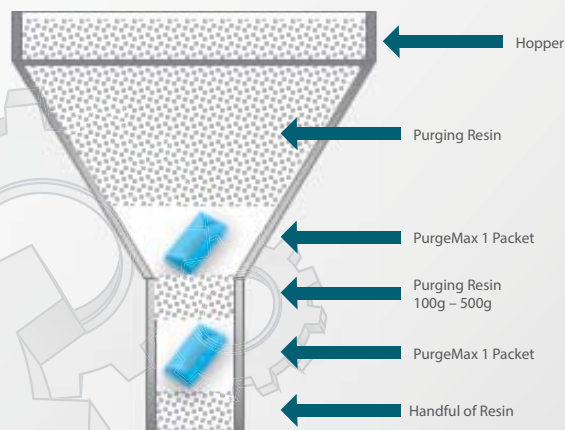 Hopper
Purging Resin
PurgeMax 1 Packet
Purging Resin
100g – 500g
PurgeMax 1 Packet
Handful of Resin